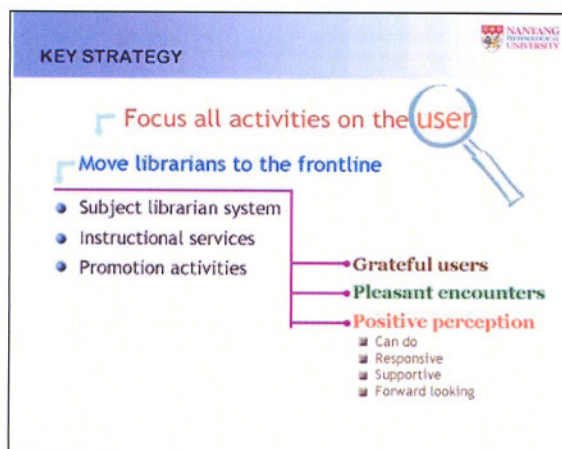 NANYANG
TECHNOLOGICAL
UNIVERSITY
KEY STRATEGY
Focus all activities on the user
Move librarians to the frontline
Subject librarian system
Instructional services
Promotion activities
Grateful users
Pleasant encounters
Positive perception
Can do
Responsive
Supportive
Forward looking